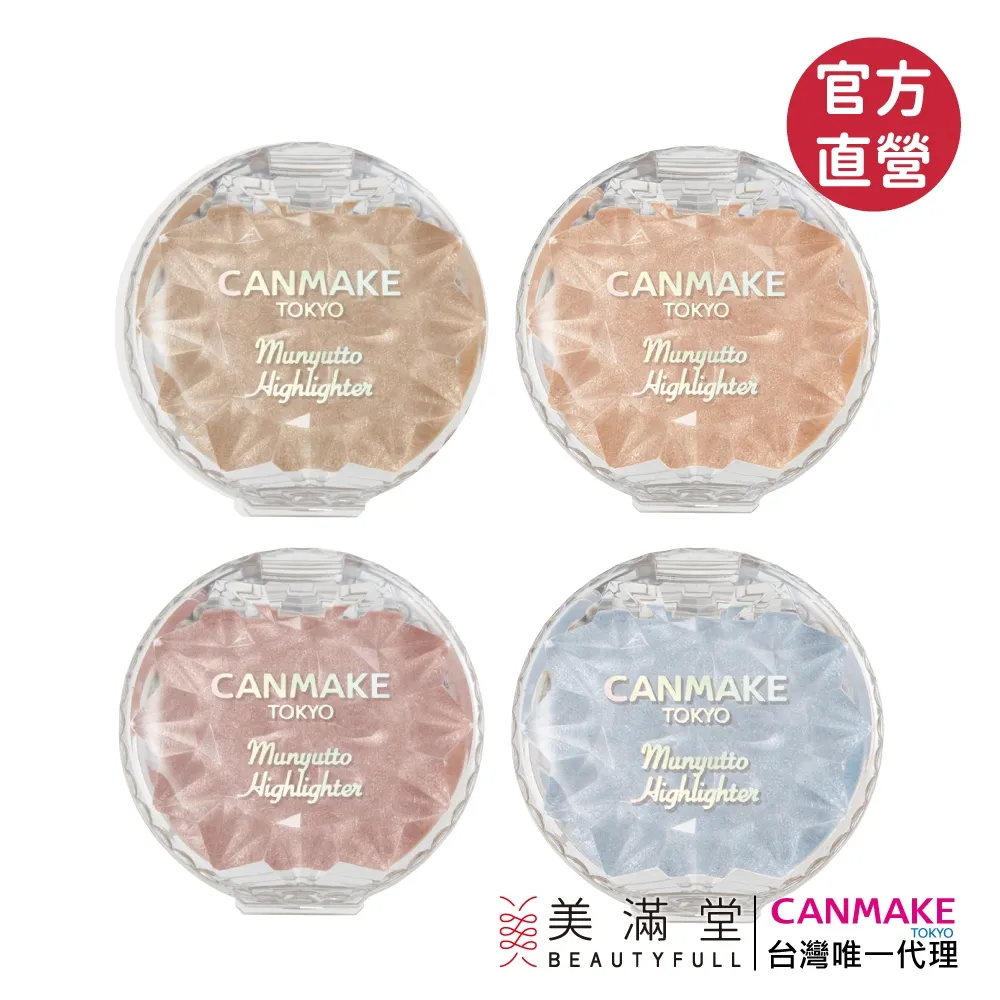 官方
直營
CANMAKE
TOKYO
Munyutto
Highlighter
CANMAKE
TOKYO
Munyutto
Highlighter
CANMAKE
TOKYO
Munyutto
Highlighter
CANMAKE
TOKYO
Munyutto
Highlighter
美滿堂
BEAUTYFULL
CANMAKE
TOKYO
台灣唯一代理